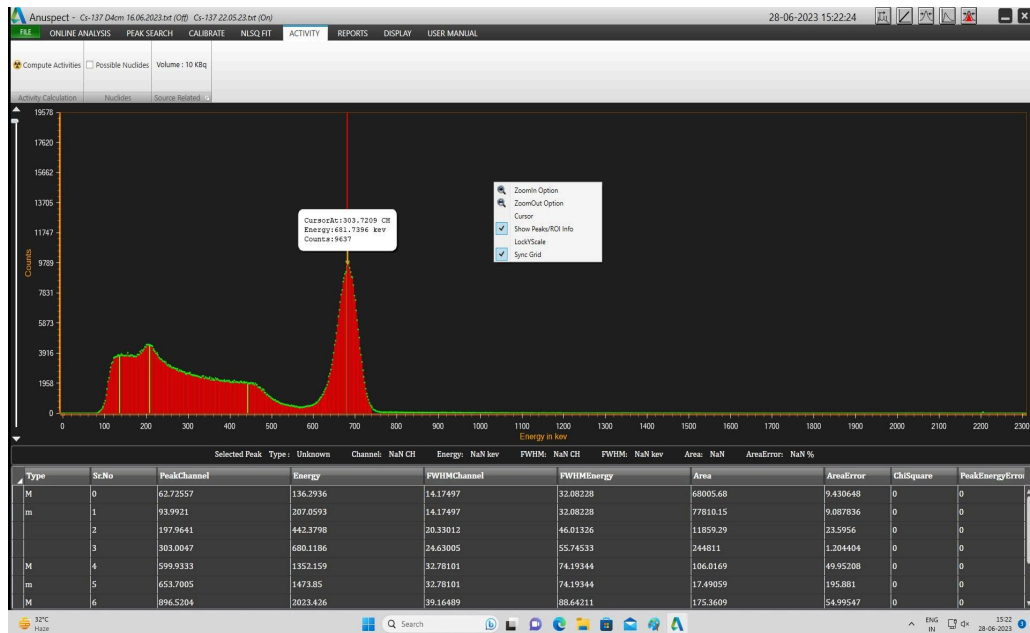 Anuspect - Cs-137 D4cm 16.06.2023.txt (Off) Cs-137 22.05.23.txt (On) 28-06-2023 15:22:24
FILE ONLINE ANALYSIS PEAK SEARCH CALIBRATE NLSQ FIT ACTIVITY REPORTS DISPLAY USER MANUAL
Compute Activities Possible Nuclides Volume : 10 KBq
Activity Calculation Nuclides Source Related
19578
17620
15662
13705
11747
9789
7831
5873
3916
1958
0
Counts
CursorAt:303.7209 CH
Energy:681.7396 kev
Counts:9637
ZoomIn Option
ZoomOut Option
Cursor
Show Peaks/ROI Info
LockYScale
Sync Grid
0 100 200 300 400 500 600 700 800 900 1000 1100 1200 1300 1400 1500 1600 1700 1800 1900 2000 2100 2200 2300
Energy in kev
Selected Peak Type : Unknown Channel: NaN CH Energy: NaN kev FWHM: NaN CH FWHM: NaN kev Area: NaN AreaError: NaN %
Type Sr.No PeakChannel Energy FWHMChannel FWHMEnergy Area AreaError ChiSquare PeakEnergyErro
M 0 62.72557 136.2936 14.17497 32.08228 68005.68 9.430648 0 0
m 1 93.9921 207.0593 14.17497 32.08228 77810.15 9.087836 0 0
2 197.9641 442.3798 20.33012 46.01326 11859.29 23.5956 0 0
3 303.0047 680.1186 24.63005 55.74533 244811 1.204404 0 0
M 4 599.9333 1352.159 32.78101 74.19344 106.0169 49.95208 0 0
m 5 653.7005 1473.85 32.78101 74.19344 17.49059 195.881 0 0
M 6 896.5204 2023.426 39.16489 88.64211 175.3609 54.99547 0 0
32°C
Haze
Search
ENG
IN
15:22
28-06-2023